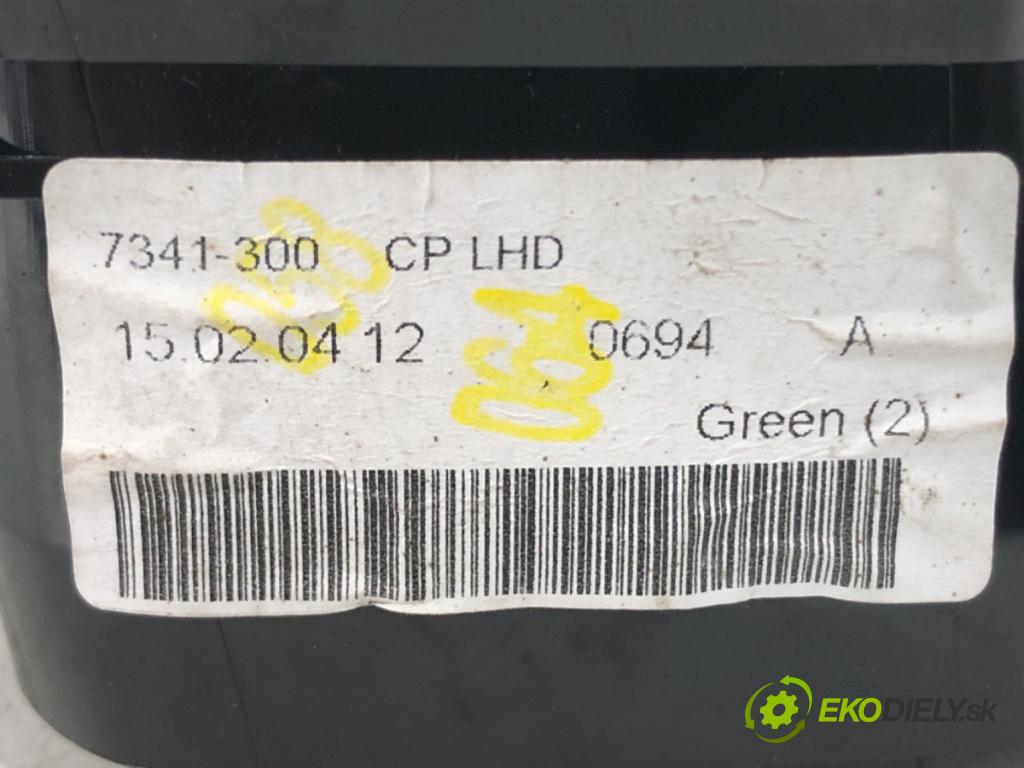 7341-300 CP LHD
15.02.04 12 0694 A
Green (2)
EKODIELY.sk